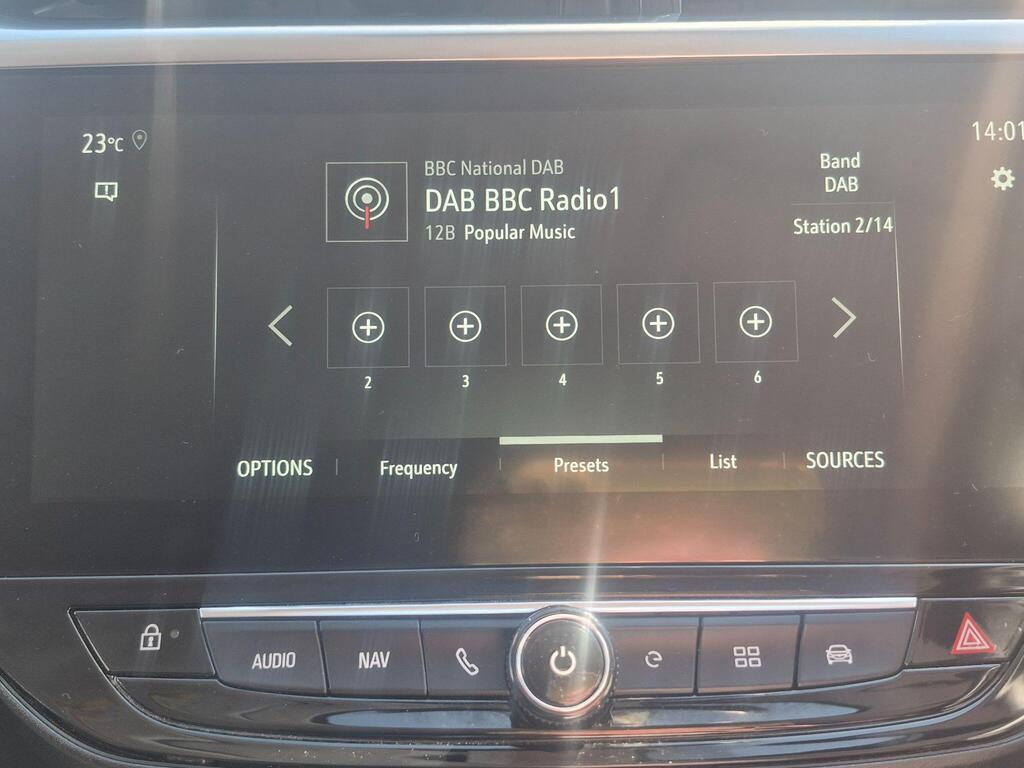 23°C
14:01
BBC National DAB
DAB BBC Radio1
12B Popular Music
Band
DAB
Station 2/14
2 3 4 5 6
OPTIONS Frequency Presets List SOURCES
AUDIO NAV